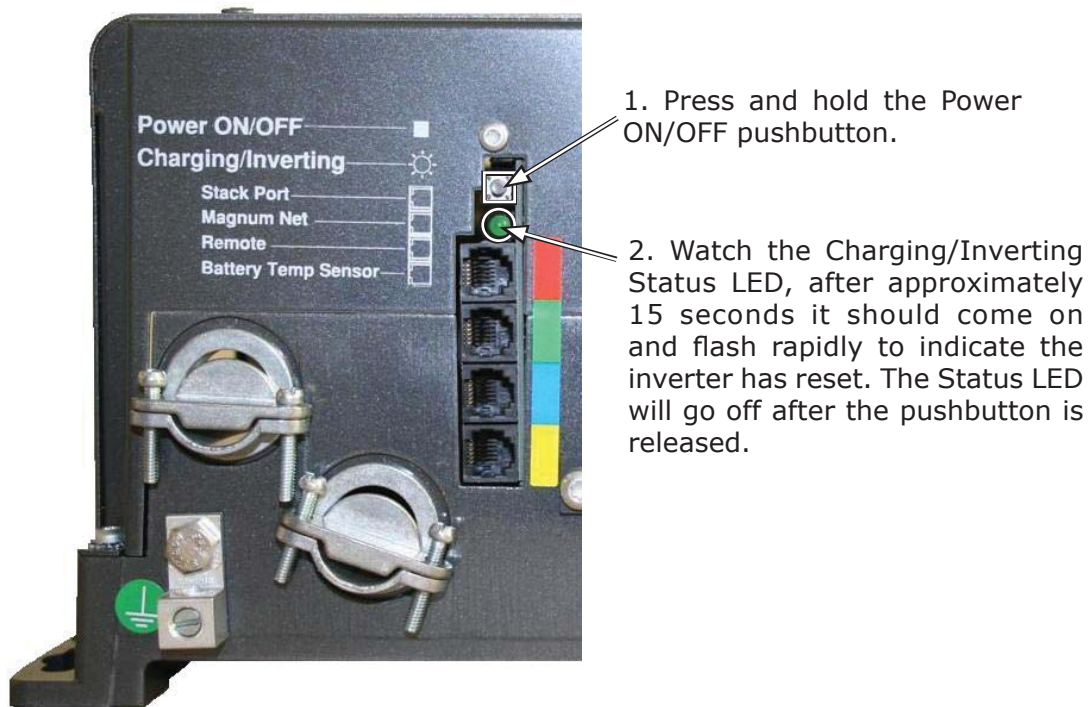 Power ON/OFF
Charging/Inverting
Stack Port
Magnum Net
Remote
Battery Temp Sensor
1. Press and hold the Power
ON/OFF pushbutton.
2. Watch the Charging/Inverting
Status LED, after approximately
15 seconds it should come on
and flash rapidly to indicate the
inverter has reset. The Status LED
will go off after the pushbutton is
released.